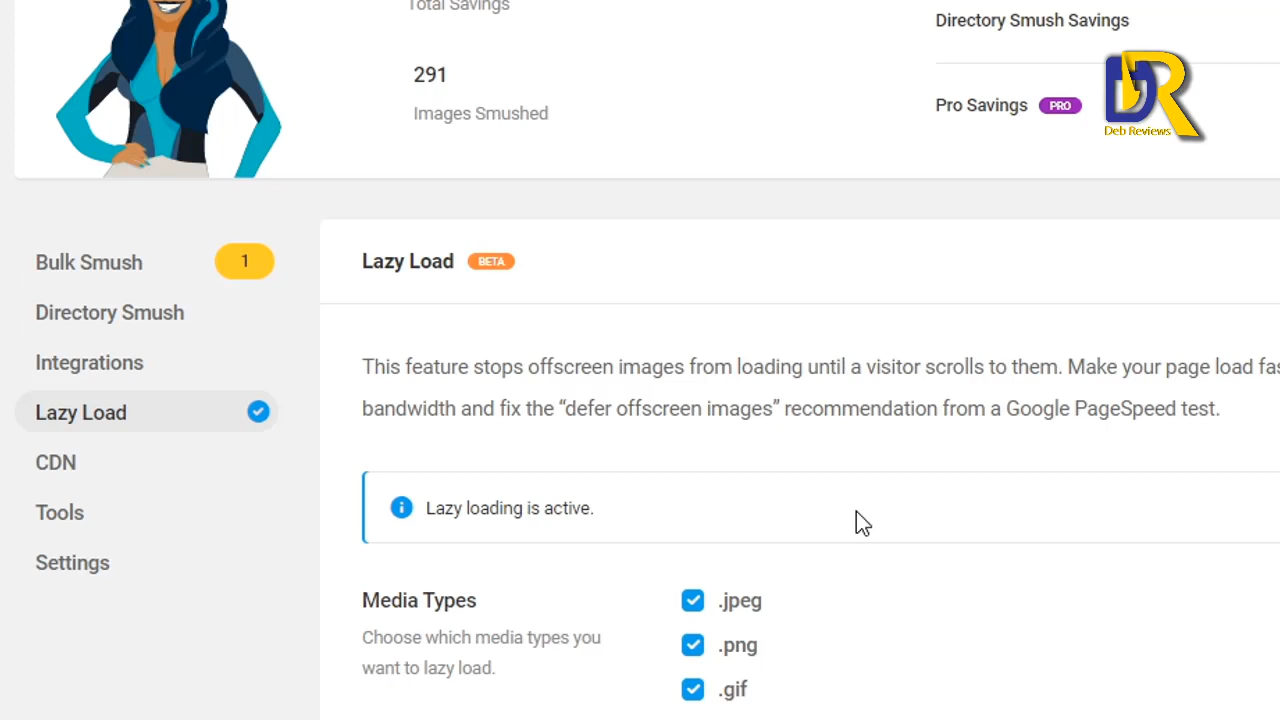 Total Savings
291
Images Smushed
Directory Smush Savings
Pro Savings PRO
DR
Deb Reviews
Bulk Smush 1
Directory Smush
Integrations
Lazy Load
CDN
Tools
Settings
Lazy Load BETA
This feature stops offscreen images from loading until a visitor scrolls to them. Make your page load
bandwidth and fix the “defer offscreen images” recommendation from a Google PageSpeed test.
Lazy loading is active.
Media Types
Choose which media types you
want to lazy load.
.jpeg
.png
.gif